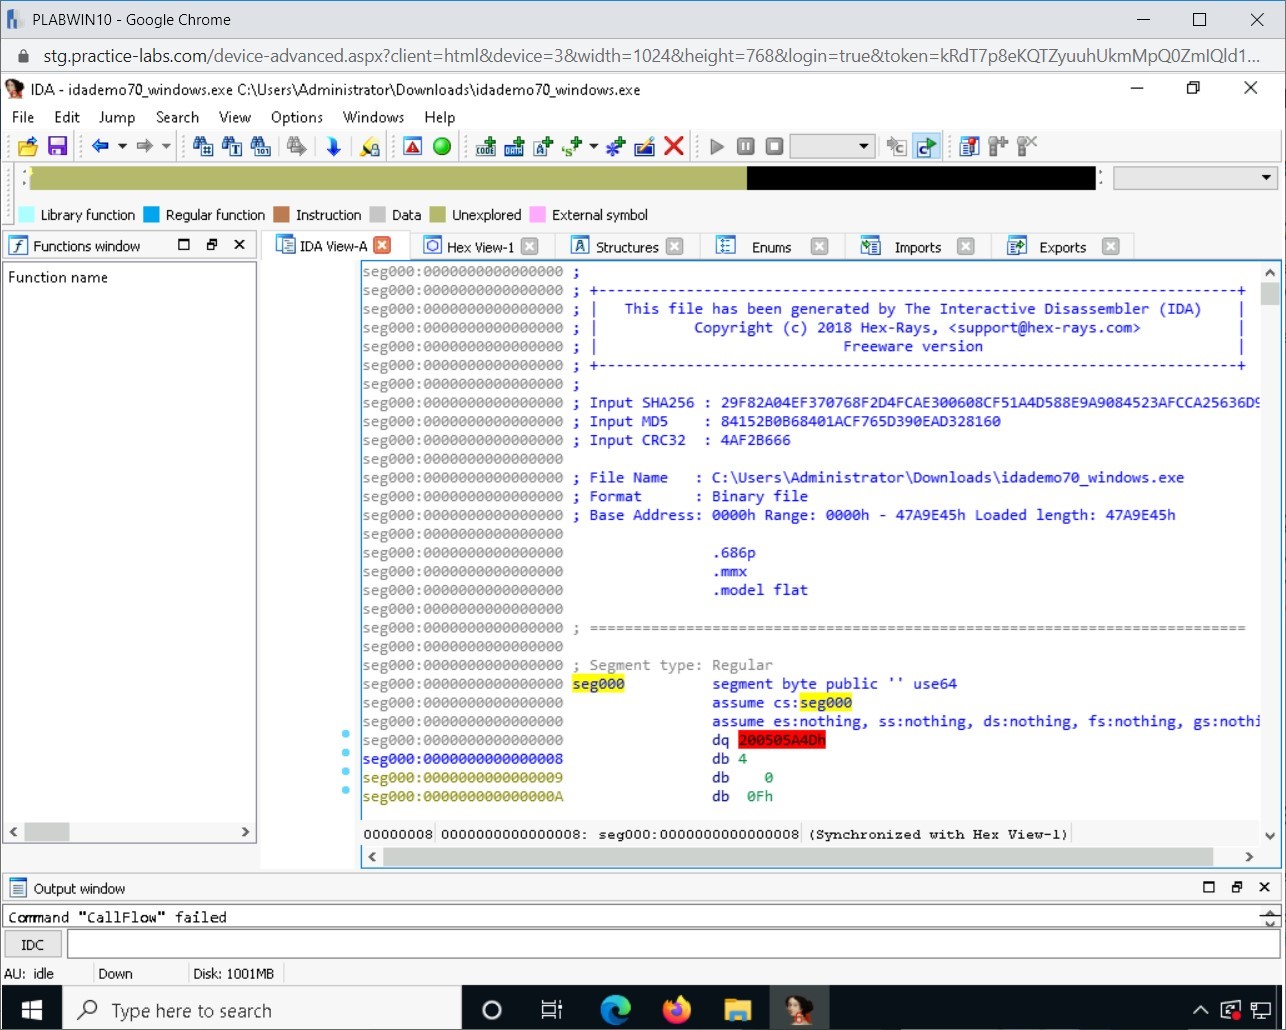 PLABWIN10 - Google Chrome
stg.practice-labs.com/device-advanced.aspx?client=html&device=3&width=1024&height=768&login=true&token=kRdT7p8eKQTZyuuhUkmMpQ0ZmIQld1...
IDA - idademo70_windows.exe C:\Users\Administrator\Downloads\idademo70_windows.exe
File Edit Jump Search View Options Windows Help
Library function Regular function Instruction Data Unexplored External symbol
Functions window
IDA View-A Hex View-1 Structures Enums Imports Exports
Function name
seg000:0000000000000000 ;
seg000:0000000000000000 ; +-------------------------------------------------------------------------+
seg000:0000000000000000 ; | This file has been generated by The Interactive Disassembler (IDA) |
seg000:0000000000000000 ; | Copyright (c) 2018 Hex-Rays, <support@hex-rays.com> |
seg000:0000000000000000 ; | Freeware version |
seg000:0000000000000000 ; +-------------------------------------------------------------------------+
seg000:0000000000000000 ;
seg000:0000000000000000 ; Input SHA256 : 29F82A04EF370768F2D4FCAE300608CF51A4D588E9A9084523AFCCA25636D9
seg000:0000000000000000 ; Input MD5 : 84152B0B68401ACF765D390EAD328160
seg000:0000000000000000 ; Input CRC32 : 4AF2B666
seg000:0000000000000000
seg000:0000000000000000 ; File Name : C:\Users\Administrator\Downloads\idademo70_windows.exe
seg000:0000000000000000 ; Format : Binary file
seg000:0000000000000000 ; Base Address: 0000h Range: 0000h - 47A9E45h Loaded length: 47A9E45h
seg000:0000000000000000
seg000:0000000000000000 .686p
seg000:0000000000000000 .mmx
seg000:0000000000000000 .model flat
seg000:0000000000000000
seg000:0000000000000000 ; ===========================================================================
seg000:0000000000000000
seg000:0000000000000000 ; Segment type: Regular
seg000:0000000000000000 seg000 segment byte public '' use64
seg000:0000000000000000 assume cs:seg000
seg000:0000000000000000 assume es:nothing, ss:nothing, ds:nothing, fs:nothing, gs:nothi
seg000:0000000000000000 dq 200505A4Dh
seg000:0000000000000008 db 4
seg000:0000000000000009 db 0
seg000:000000000000000A db 0Fh
00000008 0000000000000008: seg000:0000000000000008 (Synchronized with Hex View-1)
Output window
Command "CallFlow" failed
IDC
AU: idle Down Disk: 1001MB
Type here to search